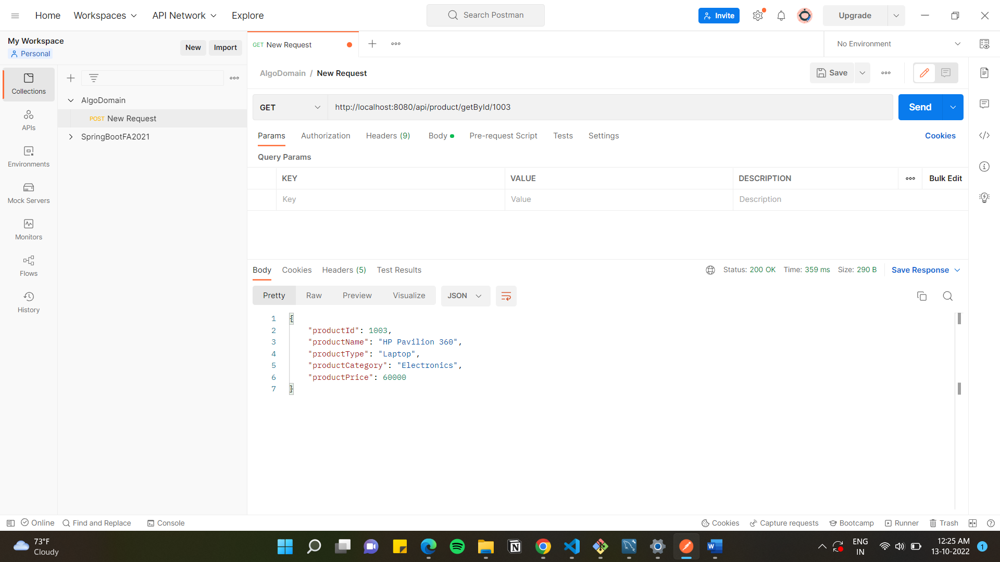 Home
Workspaces
API Network
Explore
Search Postman
Invite
Upgrade
My Workspace
Personal
New
Import
GET New Request
No Environment
Collections
APIs
Environments
Mock Servers
Monitors
Flows
History
AlgoDomain
POST New Request
SpringBootFA2021
AlgoDomain / New Request
Save
GET
http://localhost:8080/api/product/getById/1003
Send
Params
Authorization
Headers (9)
Body
Pre-request Script
Tests
Settings
Cookies
Query Params
KEY
VALUE
DESCRIPTION
Bulk Edit
Key
Value
Description
Body
Cookies
Headers (5)
Test Results
Status: 200 OK
Time: 359 ms
Size: 290 B
Save Response
Pretty
Raw
Preview
Visualize
JSON
1 {
2 "productId": 1003,
3 "productName": "HP Pavilion 360",
4 "productType": "Laptop",
5 "productCategory": "Electronics",
6 "productPrice": 60000
7 }
Online
Find and Replace
Console
Cookies
Capture requests
Bootcamp
Runner
Trash
73°F
Cloudy
ENG
IN
12:25 AM
13-10-2022
1